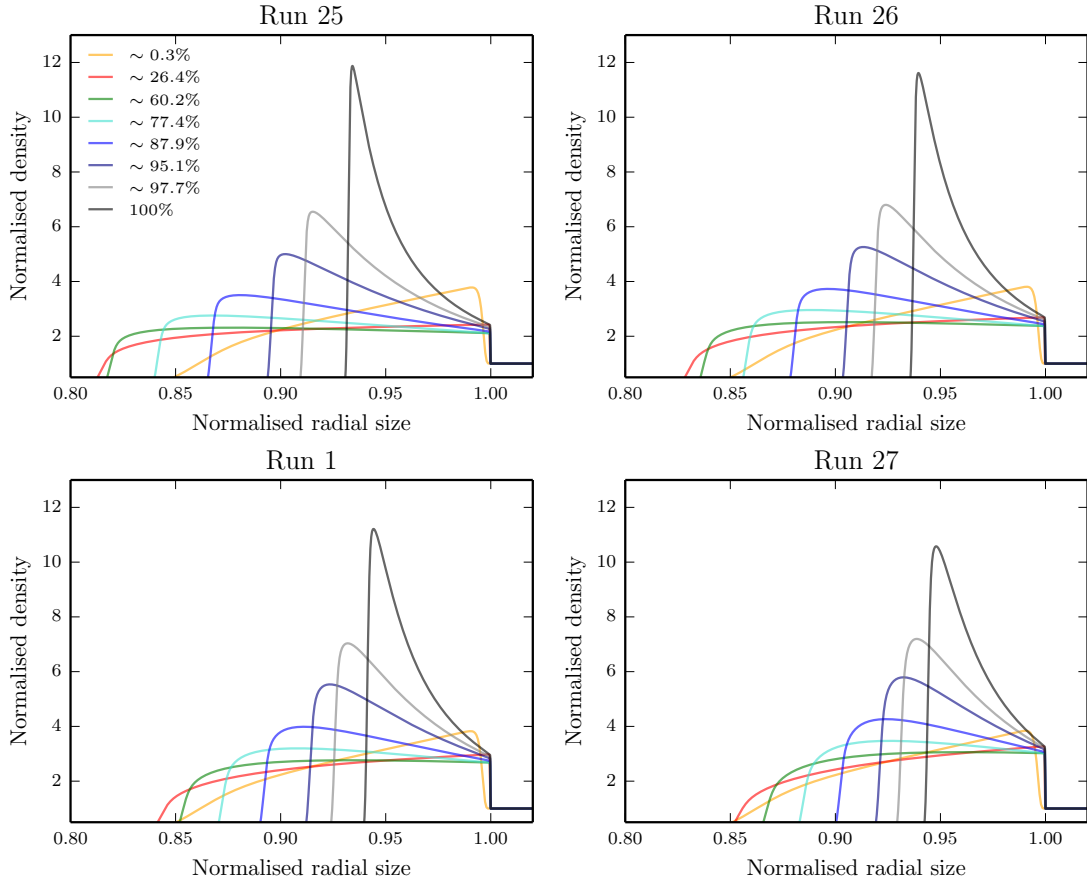 Run 25
12
10
8
6
4
2
∼ 0.3%
∼ 26.4%
∼ 60.2%
∼ 77.4%
∼ 87.9%
∼ 95.1%
∼ 97.7%
100%
Normalised density
0.80 0.85 0.90 0.95 1.00
Normalised radial size
Run 26
12
10
8
6
4
2
Normalised density
0.80 0.85 0.90 0.95 1.00
Normalised radial size
Run 1
12
10
8
6
4
2
Normalised density
0.80 0.85 0.90 0.95 1.00
Normalised radial size
Run 27
12
10
8
6
4
2
Normalised density
0.80 0.85 0.90 0.95 1.00
Normalised radial size